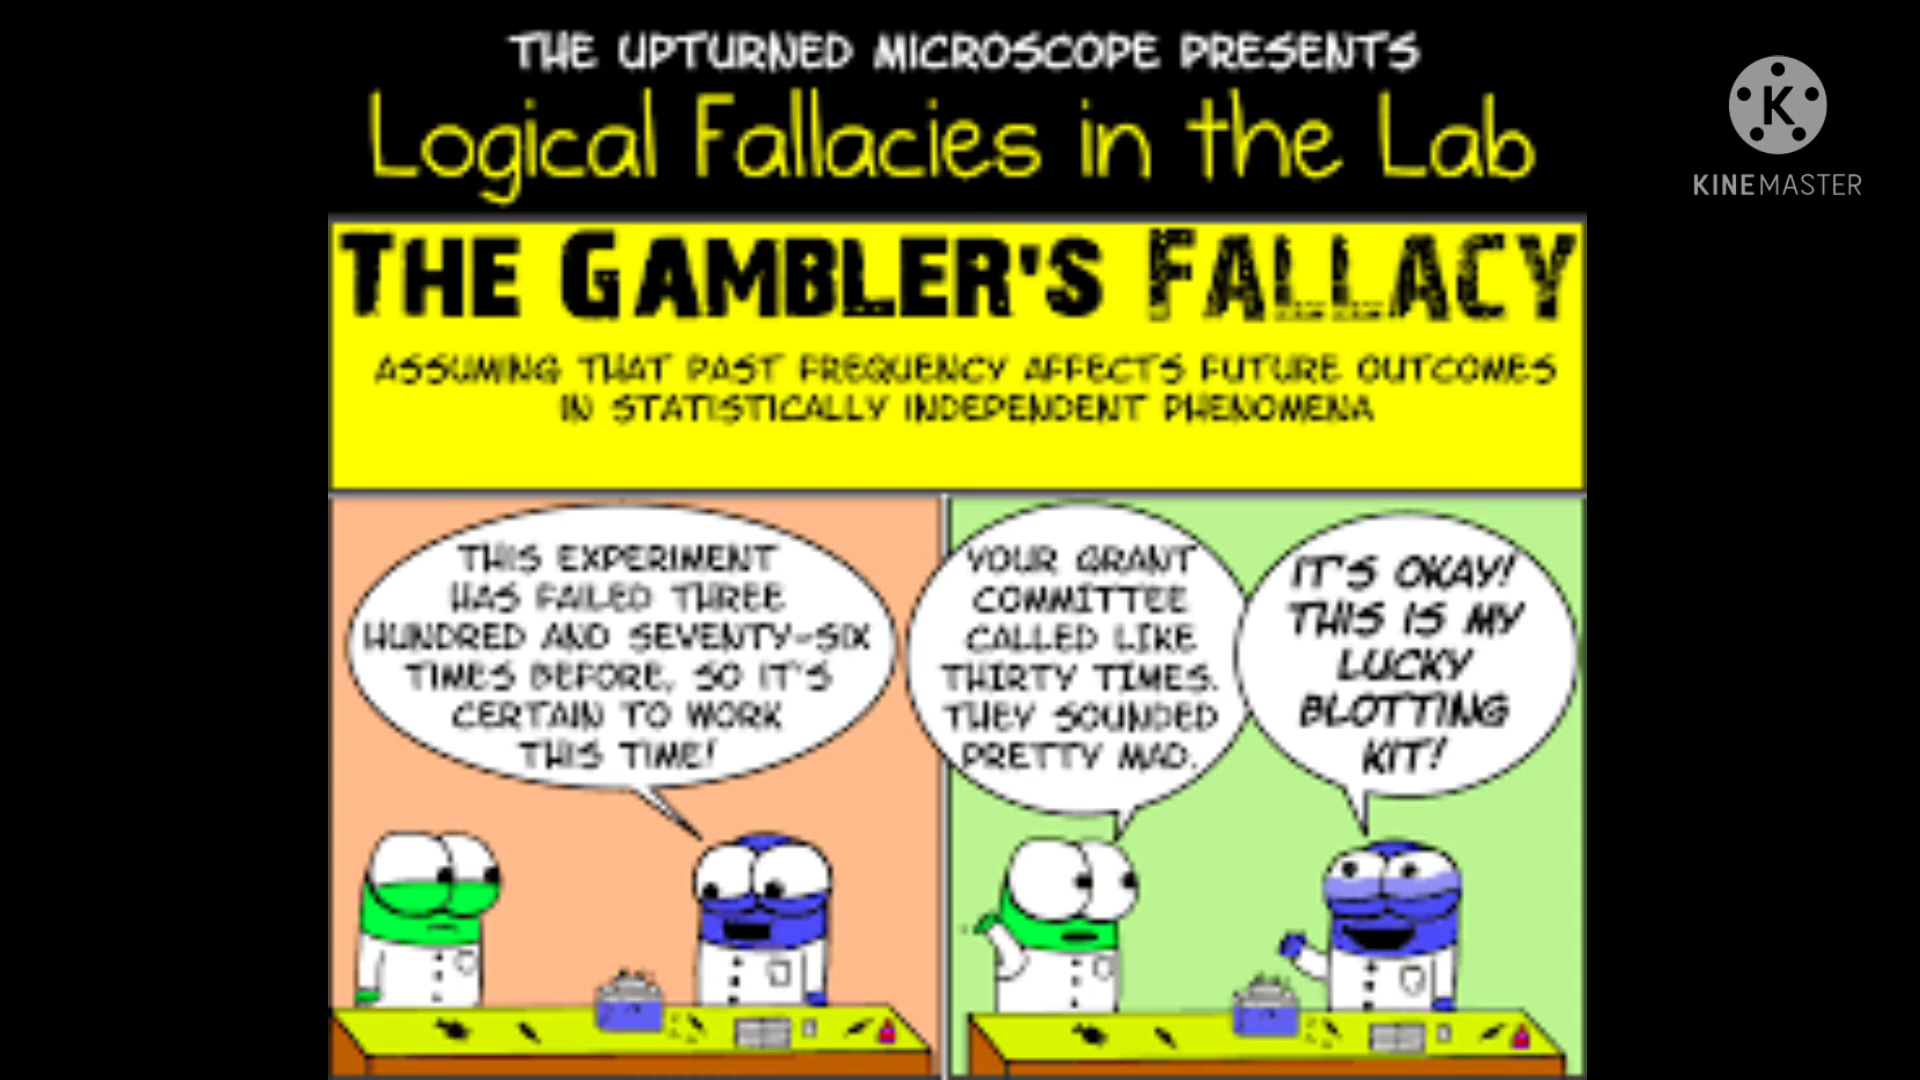 THE UPTURNED MICROSCOPE PRESENTS
Logical Fallacies in the Lab
K
KINEMASTER
THE GAMBLER'S FALLACY
ASSUMING THAT PAST FREQUENCY AFFECTS FUTURE OUTCOMES
IN STATISTICALLY INDEPENDENT PHENOMENA
THIS EXPERIMENT
HAS FAILED THREE
HUNDRED AND SEVENTY-SIX
TIMES BEFORE, SO IT'S
CERTAIN TO WORK
THIS TIME!
YOUR GRANT
COMMITTEE
CALLED LIKE
THIRTY TIMES.
THEY SOUNDED
PRETTY MAD.
IT'S OKAY!
THIS IS MY
LUCKY
BLOTTING
KIT!